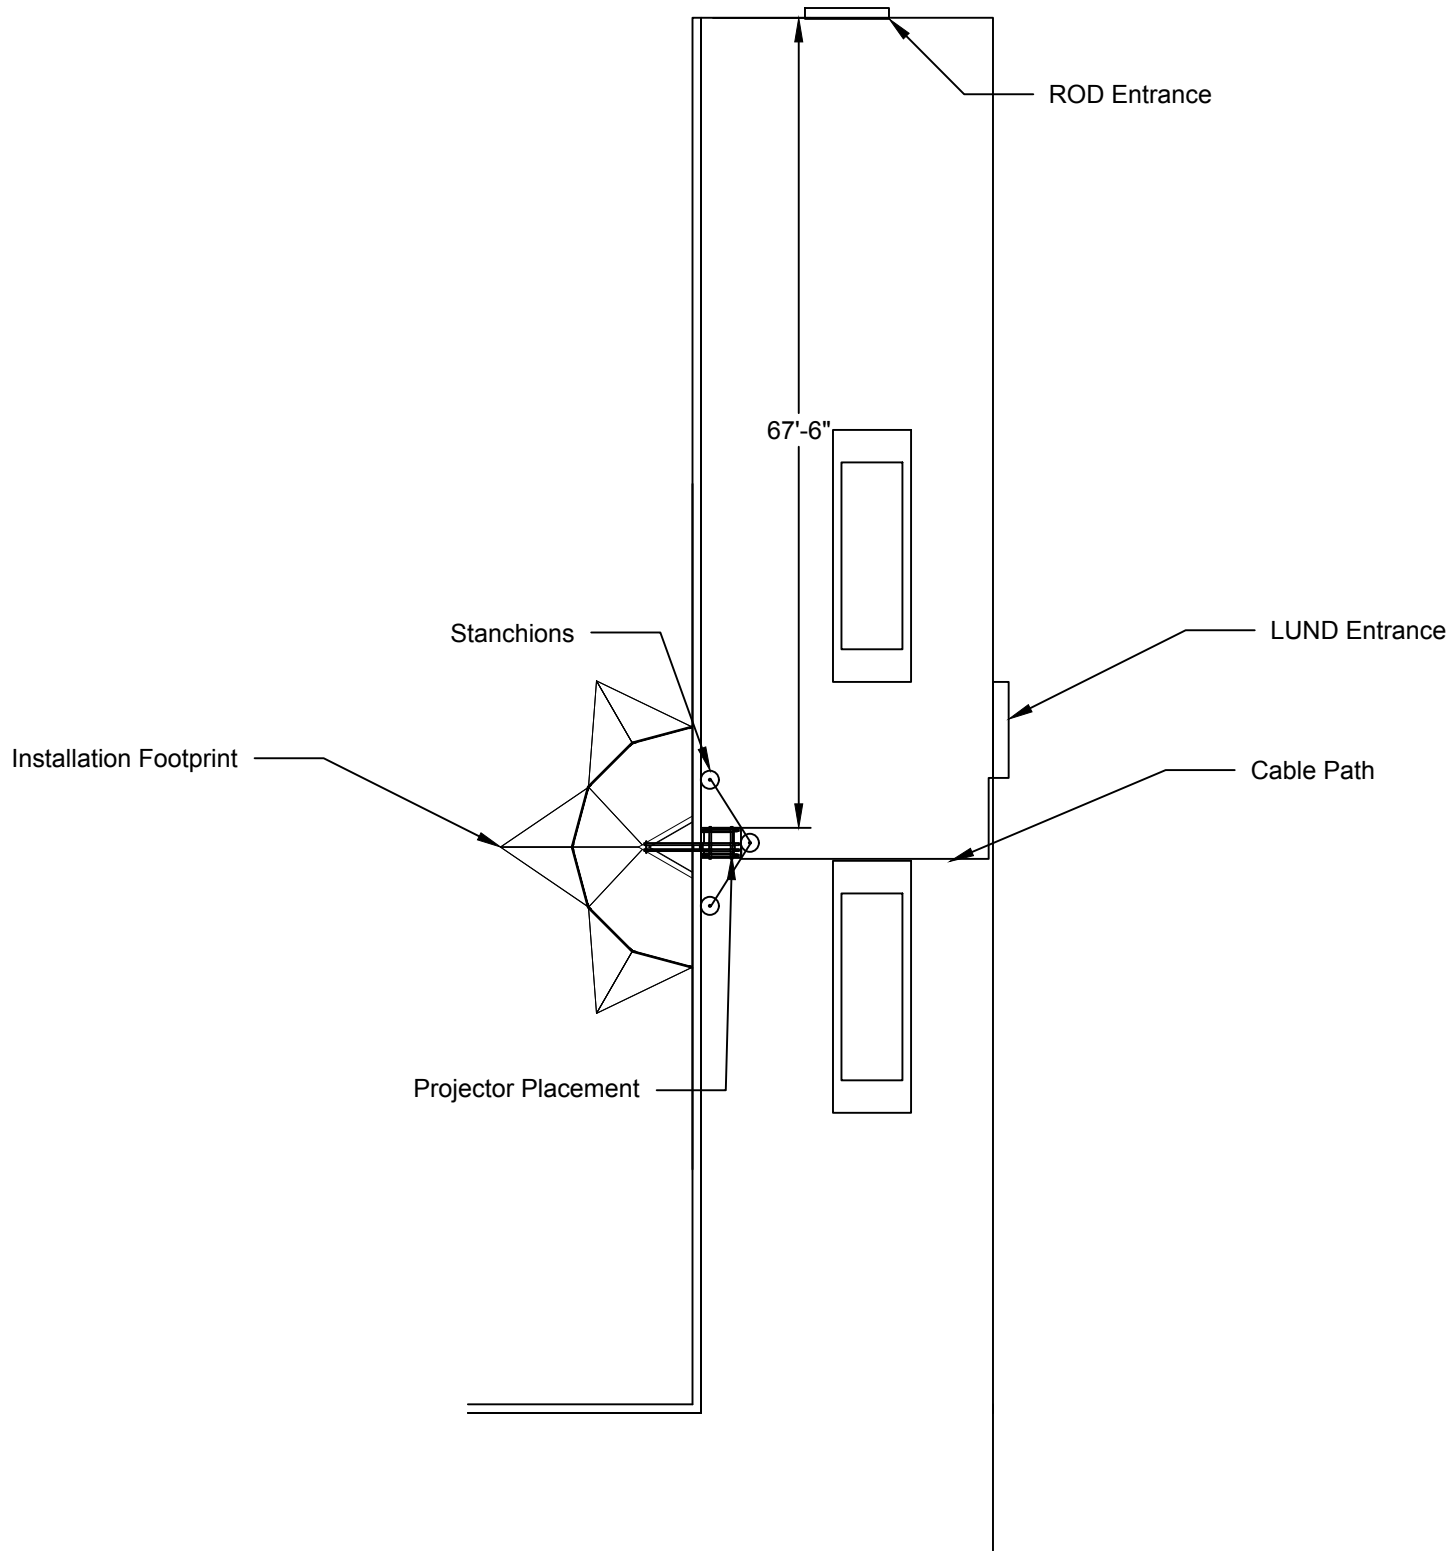 ROD Entrance
67'-6"
Stanchions
LUND Entrance
Installation Footprint
Cable Path
Projector Placement